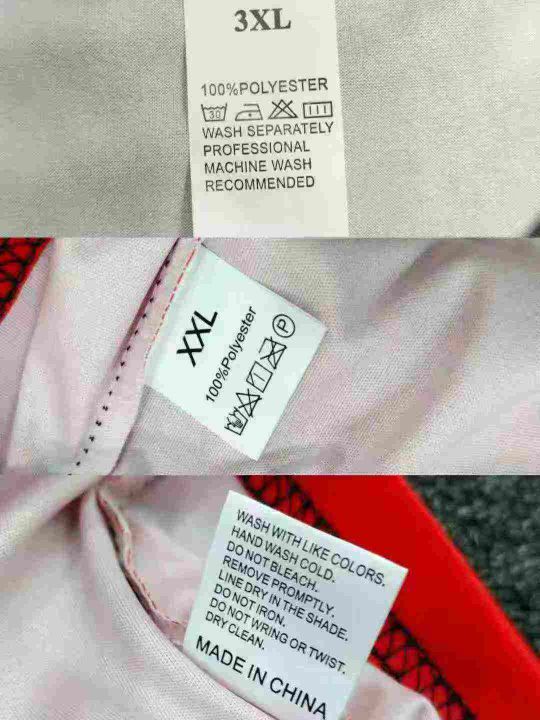 3XL
100%POLYESTER
30
WASH SEPARATELY
PROFESSIONAL
MACHINE WASH
RECOMMENDED
XXL
100%Polyester
P
WASH WITH LIKE COLORS.
HAND WASH COLD.
DO NOT BLEACH.
REMOVE PROMPTLY.
LINE DRY IN THE SHADE.
DO NOT IRON.
DO NOT WRING OR TWIST.
DRY CLEAN.
MADE IN CHINA